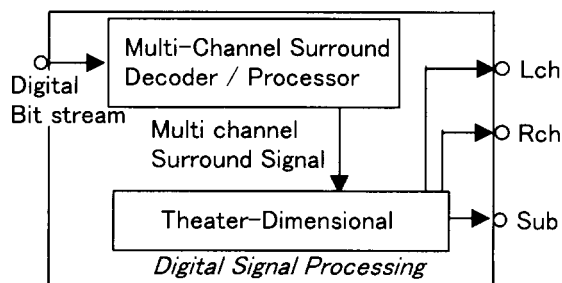 Multi-Channel Surround
Decoder / Processor
Digital
Bit stream
Multi channel
Surround Signal
Lch
Rch
Theater-Dimensional
Sub
Digital Signal Processing